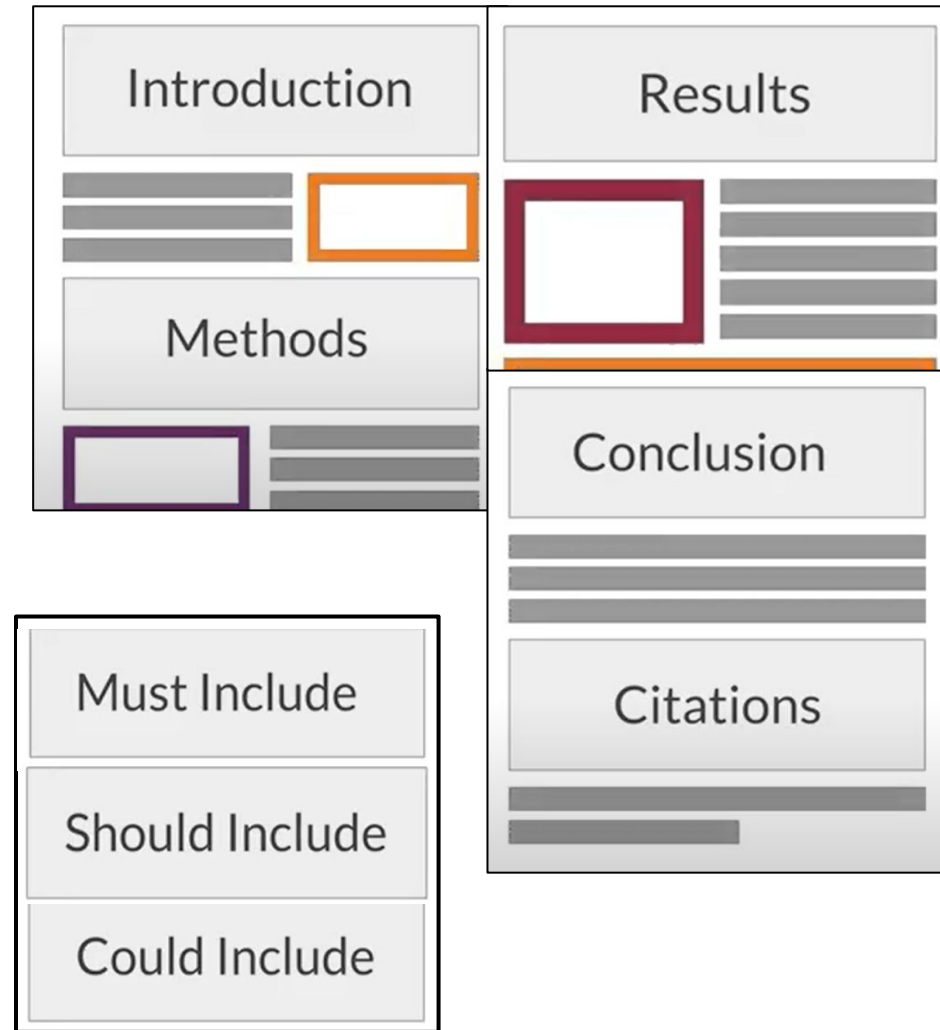 Introduction
Methods
Results
Conclusion
Citations
Must Include
Should Include
Could Include